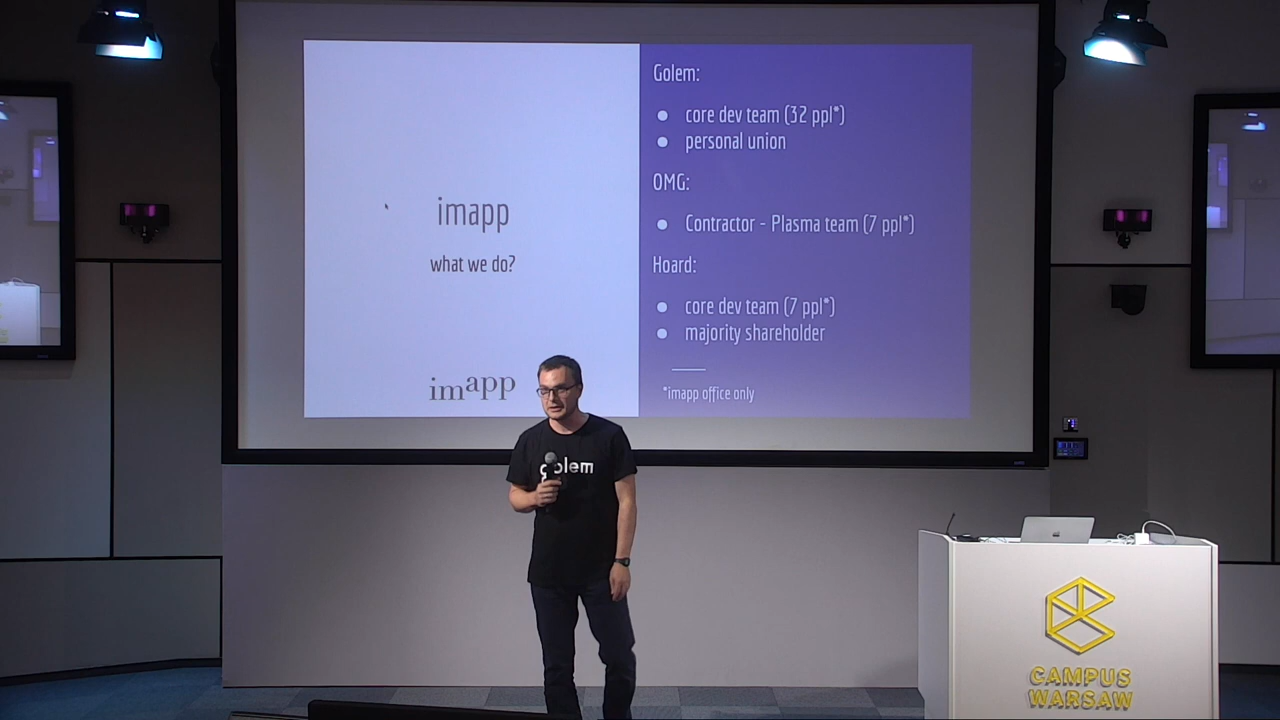 imapp
what we do?
imapp
Golem:
core dev team (32 ppl*)
personal union
OMG:
Contractor - Plasma team (7 ppl*)
Hoard:
core dev team (7 ppl*)
majority shareholder
*imapp office only
golem
CAMPUS
WARSAW